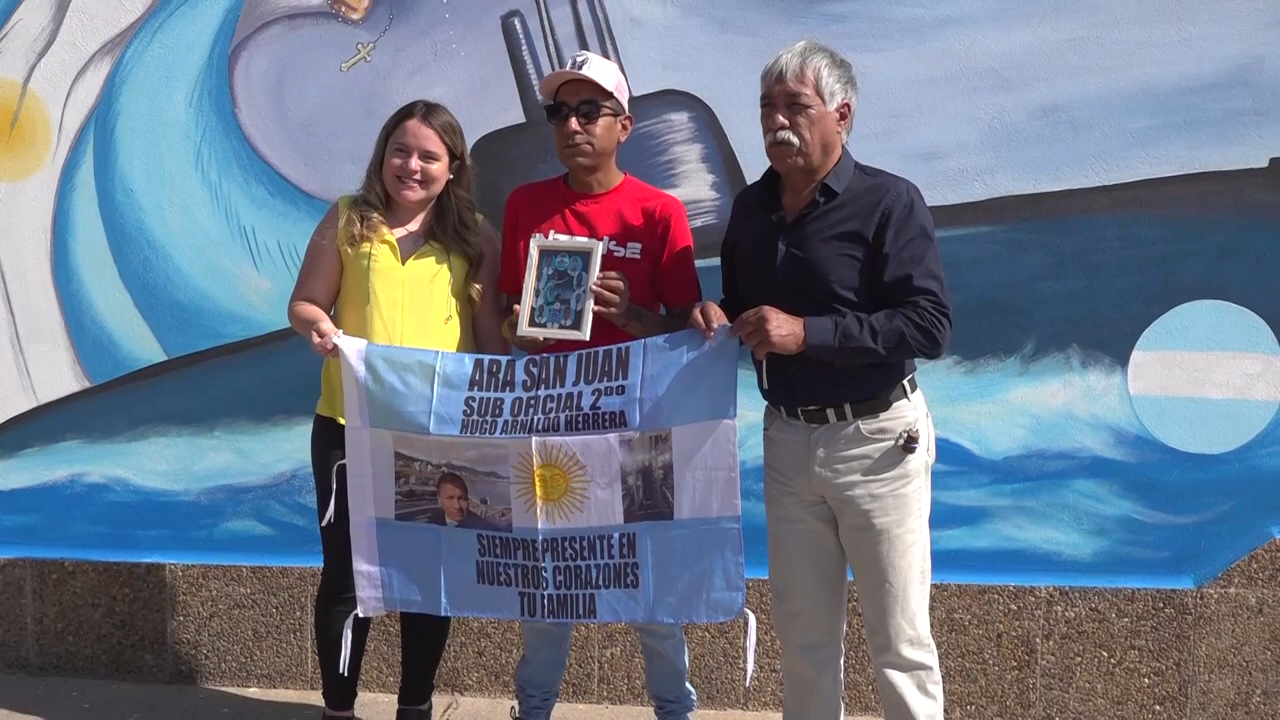 ARA SAN JUAN
SUB OFICIAL 2DO
HUGO ARNALDO HERRERA
SIEMPRE PRESENTE EN
NUESTROS CORAZONES
TU FAMILIA